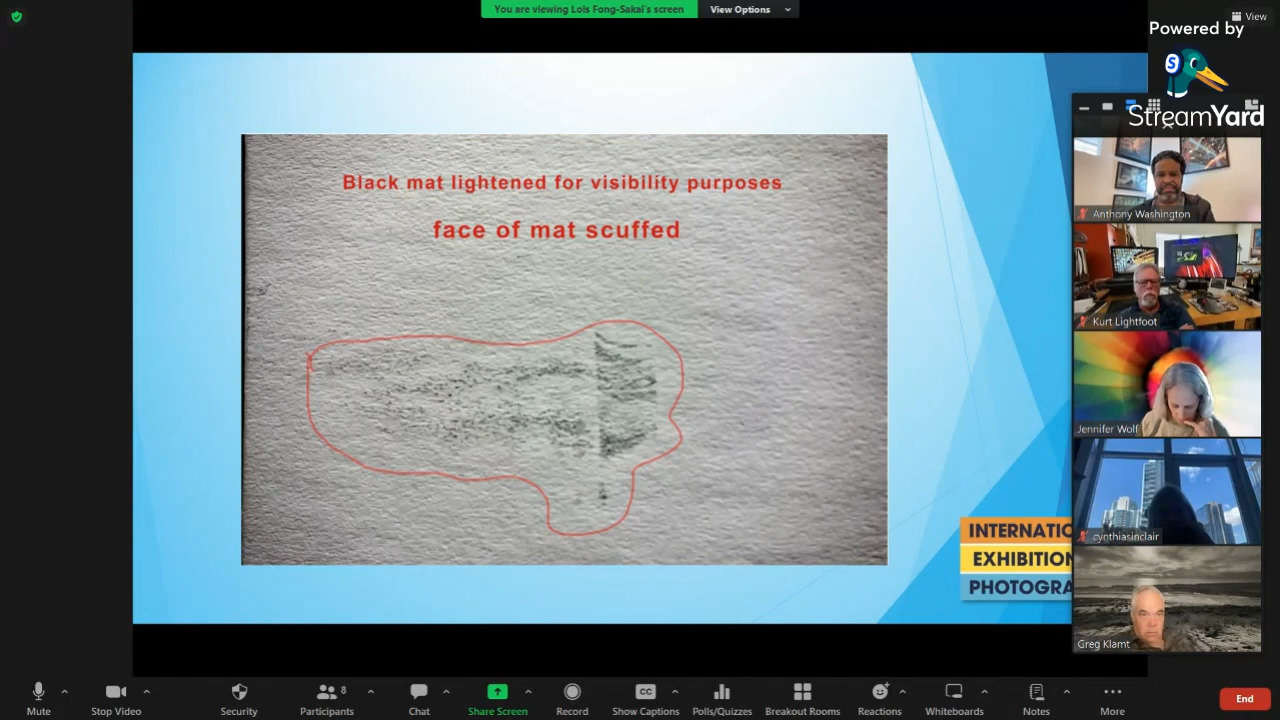 You are viewing Lois Fong-Sakai's screen
View Options
View
Powered by
StreamYard
Black mat lightened for visibility purposes
face of mat scuffed
Anthony Washington
Kurt Lightfoot
Jennifer Wolf
cynthiasinclair
Greg Klamt
INTERNATIO
EXHIBITION
PHOTOGRA
Mute
Stop Video
Security
8
Participants
Chat
Share Screen
Record
CC
Show Captions
Polls/Quizzes
Breakout Rooms
Reactions
Whiteboards
Notes
More
End